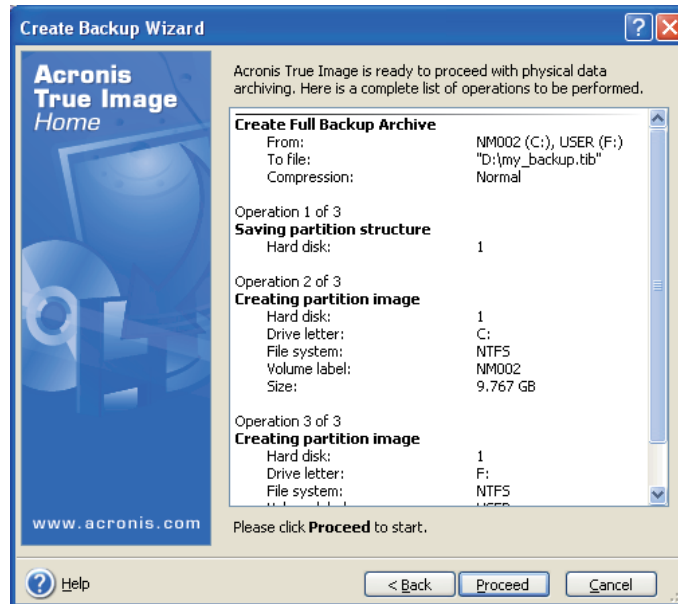 Create Backup Wizard
Acronis
True Image
Home
Acronis True Image is ready to proceed with physical data
archiving. Here is a complete list of operations to be performed.
Create Full Backup Archive
From: NM002 (C:), USER (F:)
To file: "D:\my_backup.tib"
Compression: Normal
Operation 1 of 3
Saving partition structure
Hard disk: 1
Operation 2 of 3
Creating partition image
Hard disk: 1
Drive letter: C:
File system: NTFS
Volume label: NM002
Size: 9.767 GB
Operation 3 of 3
Creating partition image
Hard disk: 1
Drive letter: F:
File system: NTFS
www.acronis.com
Please click Proceed to start.
Help
< Back
Proceed
Cancel